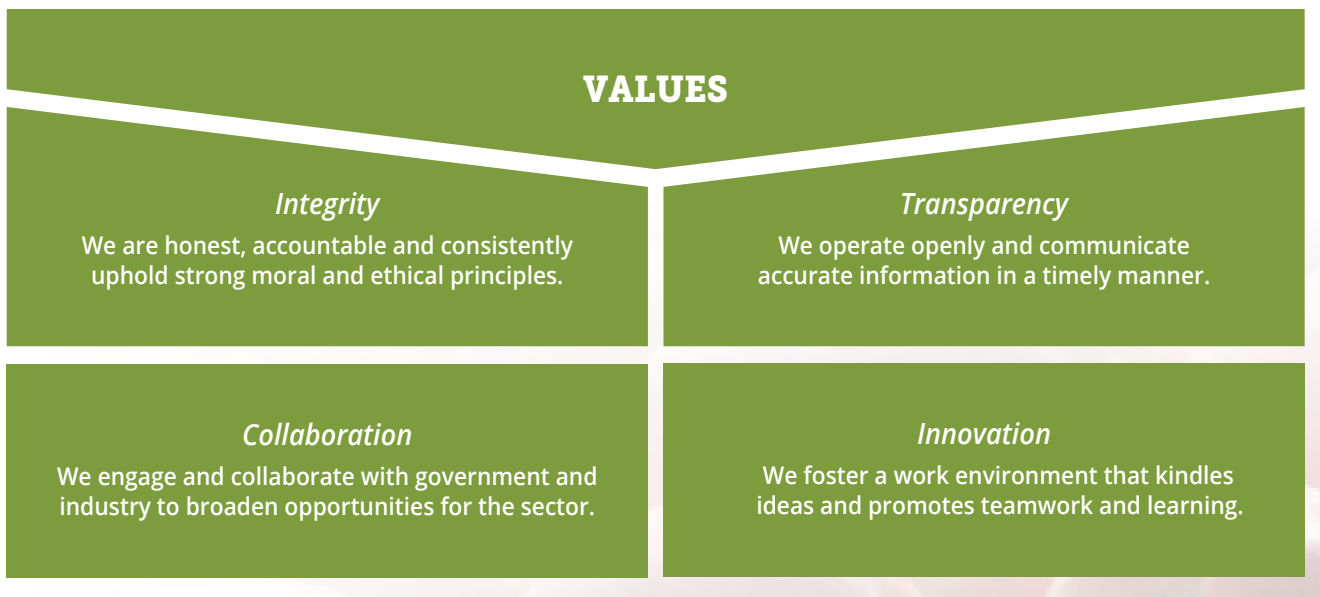 VALUES
Integrity
We are honest, accountable and consistently
uphold strong moral and ethical principles.
Transparency
We operate openly and communicate
accurate information in a timely manner.
Collaboration
We engage and collaborate with government and
industry to broaden opportunities for the sector.
Innovation
We foster a work environment that kindles
ideas and promotes teamwork and learning.